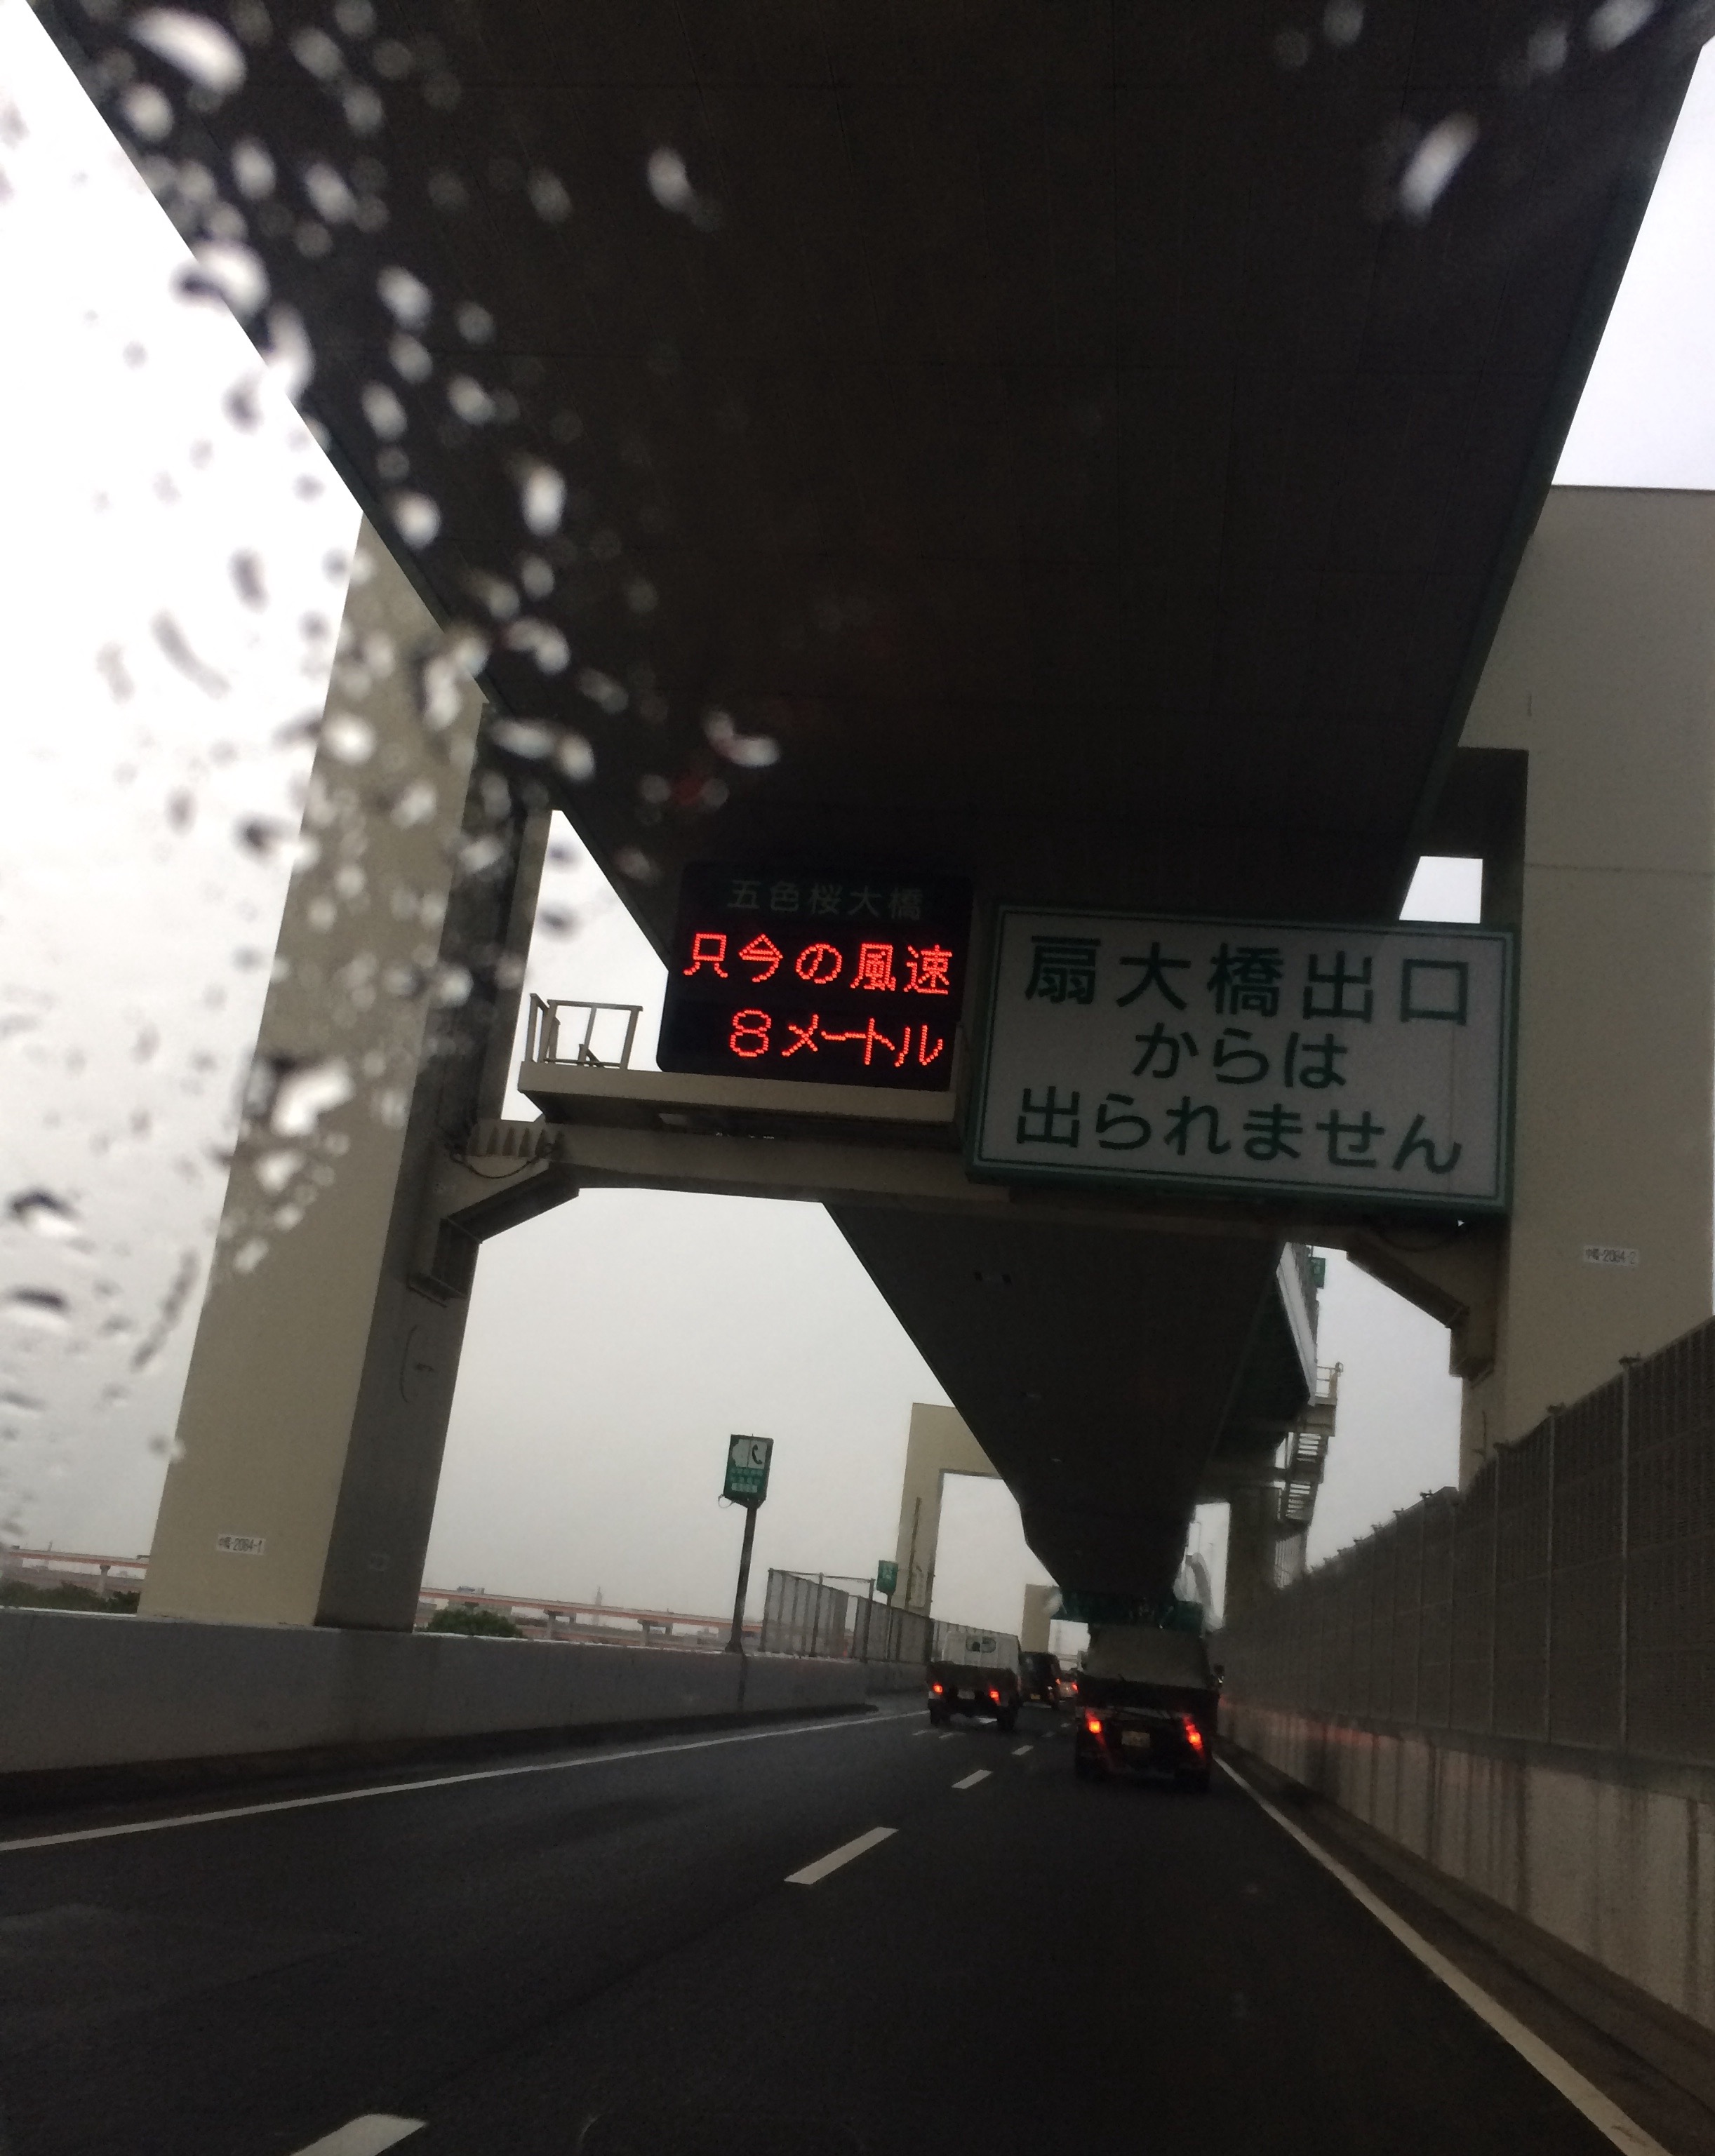 五色桜大橋
只今の風速
8メートル
扇大橋出口
からは
出られません